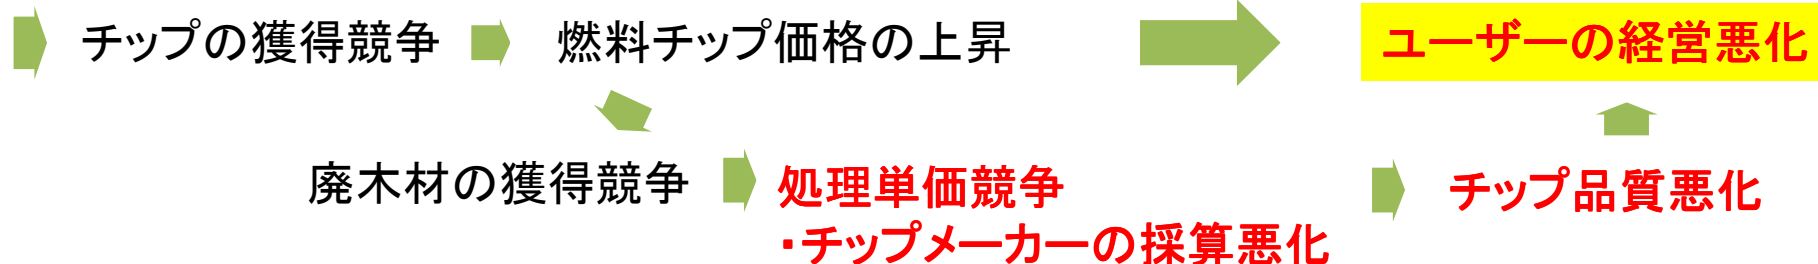 チップの獲得競争
燃料チップ価格の上昇
ユーザーの経営悪化
廃木材の獲得競争
処理単価競争
・チップメーカーの採算悪化
チップ品質悪化